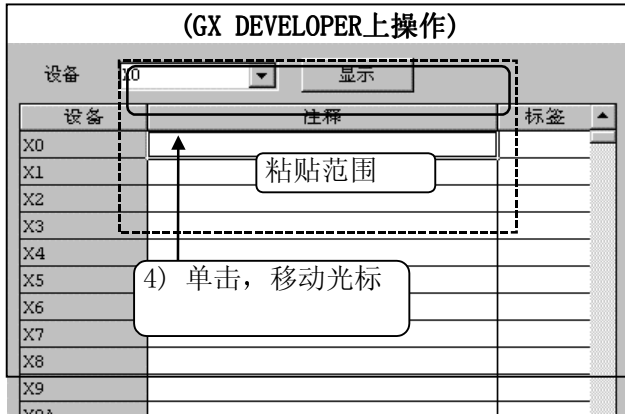 (GX DEVELOPER上操作)
设备 X0 显示
设备 注释 标签
X0
X1
粘贴范围
X2
X3
X4
4) 单击，移动光标
X5
X6
X7
X8
X9
X0A